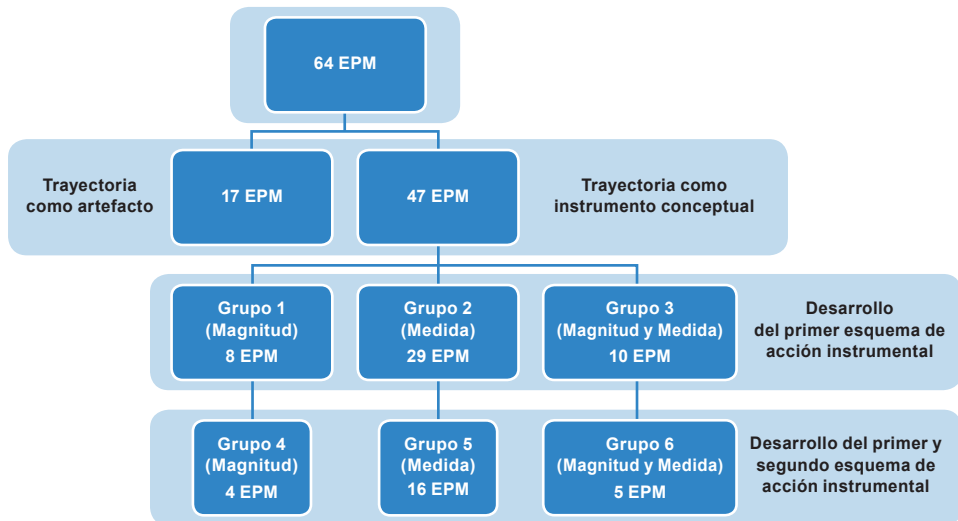 64 EPM
Trayectoria
como artefacto
17 EPM
47 EPM
Trayectoria como
instrumento conceptual
Grupo 1
(Magnitud)
8 EPM
Grupo 2
(Medida)
29 EPM
Grupo 3
(Magnitud y Medida)
10 EPM
Desarrollo
del primer esquema de
acción instrumental
Grupo 4
(Magnitud)
4 EPM
Grupo 5
(Medida)
16 EPM
Grupo 6
(Magnitud y Medida)
5 EPM
Desarrollo del primer y
segundo esquema de
acción instrumental